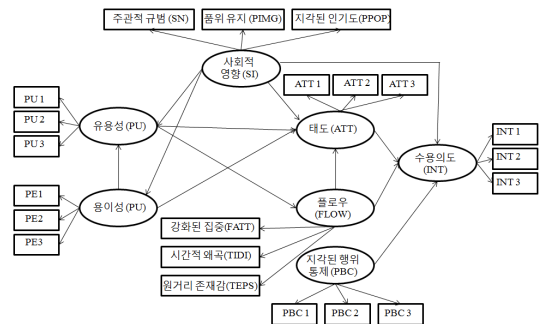 주관적 규범 (SN)
품위 유지 (PIMG)
지각된 인기도(PPOP)
사회적
영향(SI)
ATT 1
ATT 2
ATT 3
PU 1
PU 2
PU 3
유용성(PU)
태도(ATT)
수용의도
(INT)
INT 1
INT 2
INT 3
PE1
PE2
PE3
용이성(PU)
플로우
(FLOW)
강화된 집중(FATT)
시간적 왜곡(TIDI)
원거리 존재감(TEPS)
지각된 행위
통제(PBC)
PBC 1
PBC 2
PBC 3